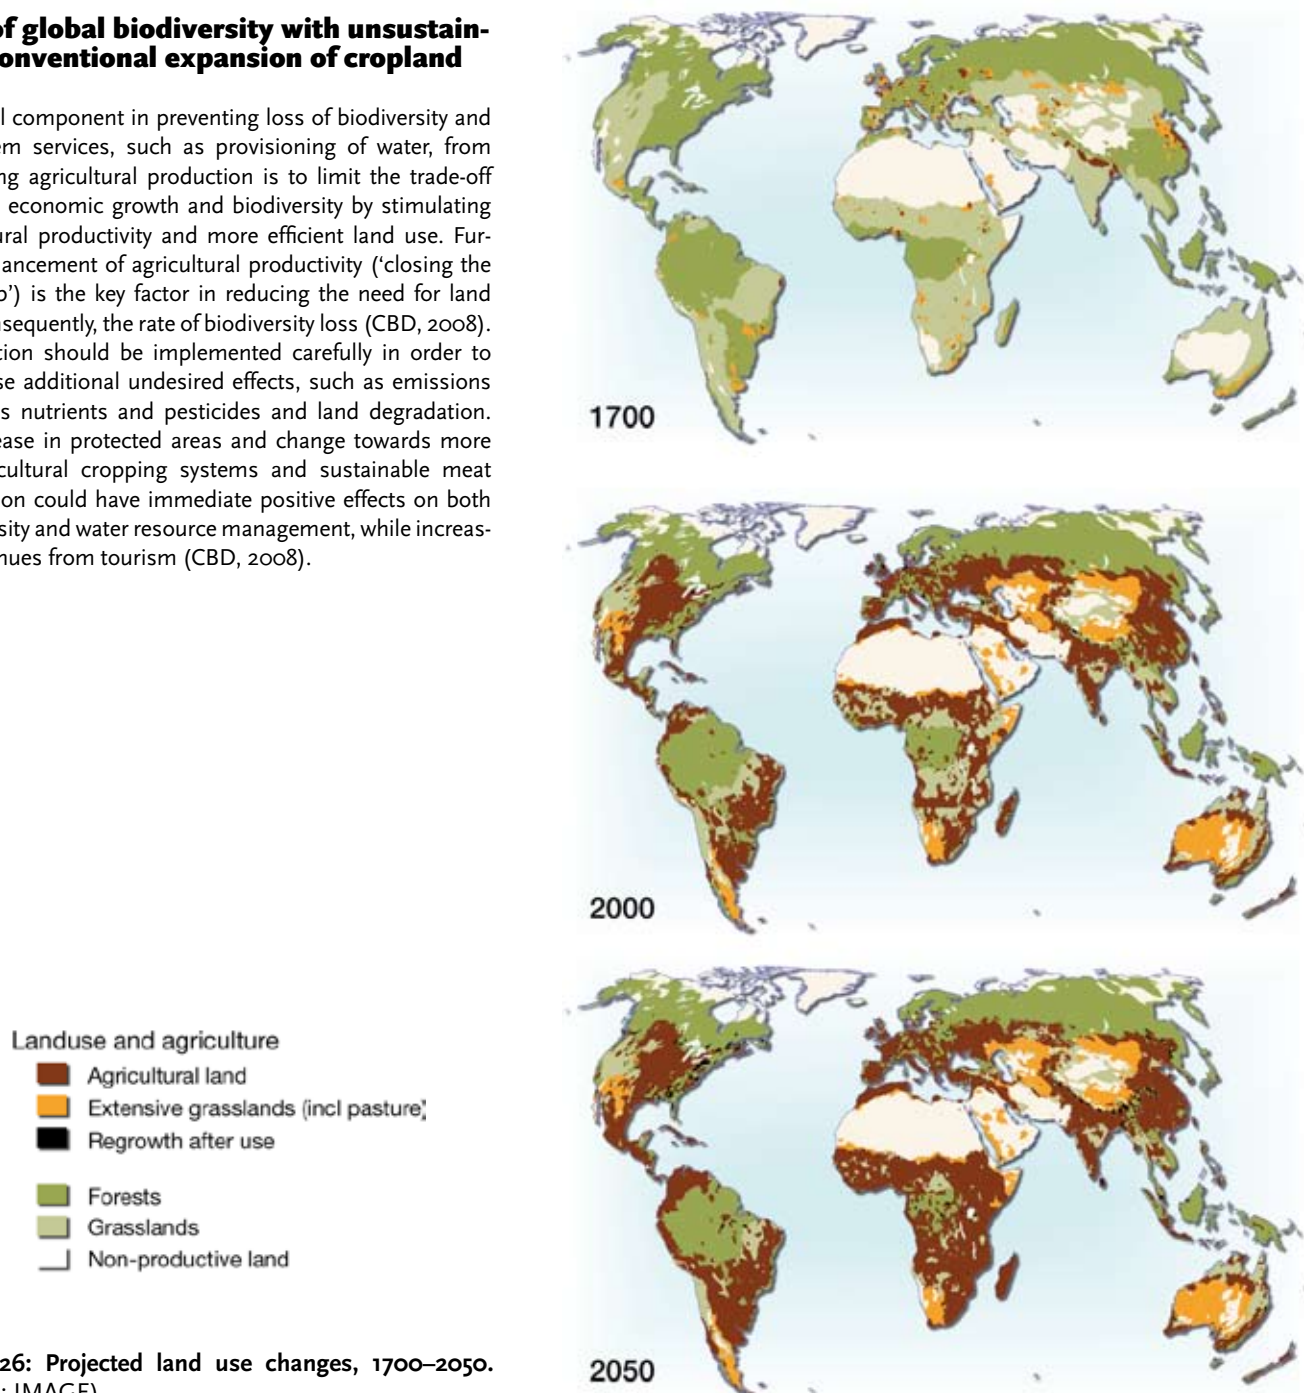 of global biodiversity with unsustain-
onventional expansion of cropland
l component in preventing loss of biodiversity and
em services, such as provisioning of water, from
ng agricultural production is to limit the trade-off
economic growth and biodiversity by stimulating
ural productivity and more efficient land use. Fur-
ancement of agricultural productivity (‘closing the
p’) is the key factor in reducing the need for land
nsequently, the rate of biodiversity loss (CBD, 2008).
tion should be implemented carefully in order to
se additional undesired effects, such as emissions
s nutrients and pesticides and land degradation.
ease in protected areas and change towards more
cultural cropping systems and sustainable meat
ion could have immediate positive effects on both
sity and water resource management, while increas-
nues from tourism (CBD, 2008).
1700
2000
2050
Landuse and agriculture
Agricultural land
Extensive grasslands (incl pasture)
Regrowth after use
Forests
Grasslands
Non-productive land
26: Projected land use changes, 1700–2050.
: IMAGE)